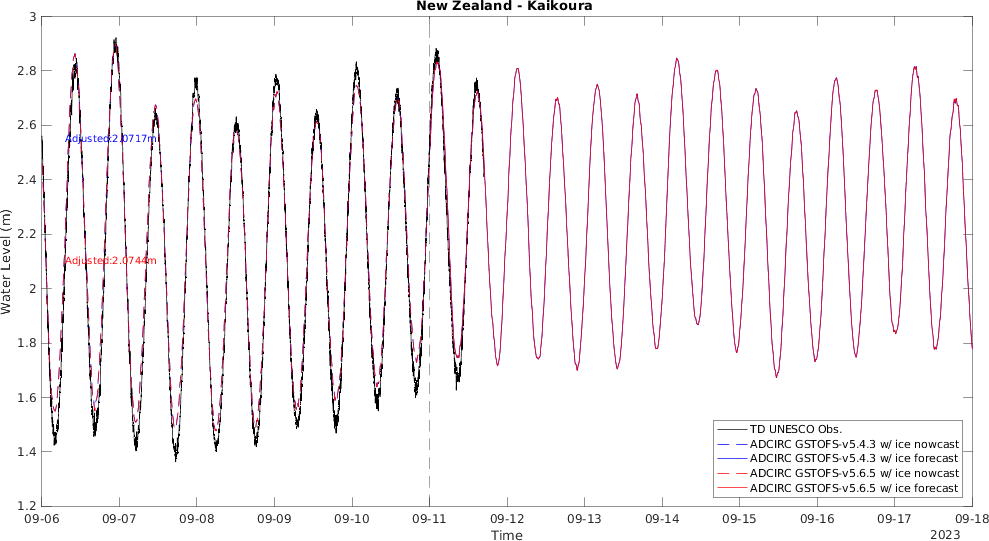 New Zealand - Kaikoura
3
2.8
2.6
2.4
2.2
2
1.8
1.6
1.4
1.2
Water Level (m)
Adjusted:2.0717m
Adjusted:2.0744m
TD UNESCO Obs.
ADCIRC GSTOFS-v5.4.3 w/ ice nowcast
ADCIRC GSTOFS-v5.4.3 w/ ice forecast
ADCIRC GSTOFS-v5.6.5 w/ ice nowcast
ADCIRC GSTOFS-v5.6.5 w/ ice forecast
09-06 09-07 09-08 09-09 09-10 09-11 09-12 09-13 09-14 09-15 09-16 09-17 09-18
Time
2023